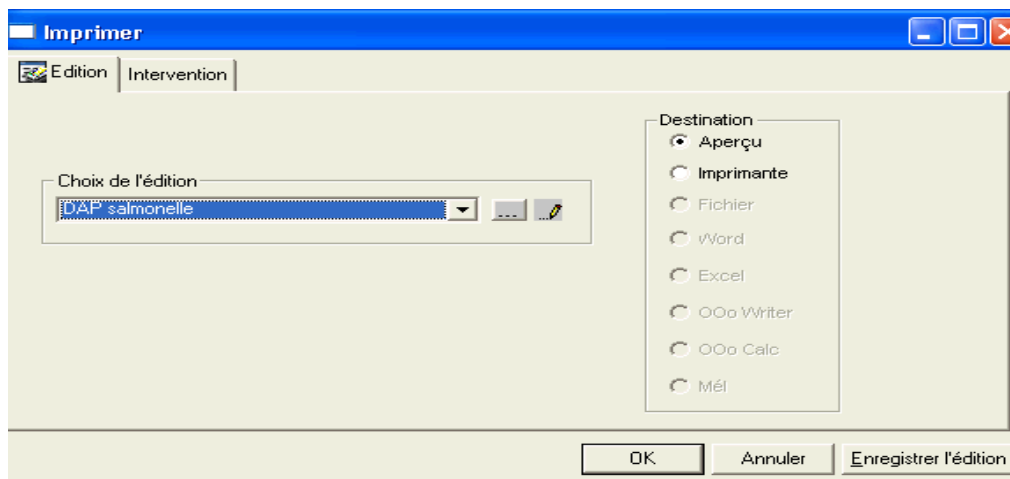 Imprimer
Edition
Intervention
Choix de l'édition
DAP salmonelle
...
Destination
Aperçu
Imprimante
Fichier
Word
Excel
OOo Writer
OOo Calc
Mél
OK
Annuler
Enregistrer l'édition